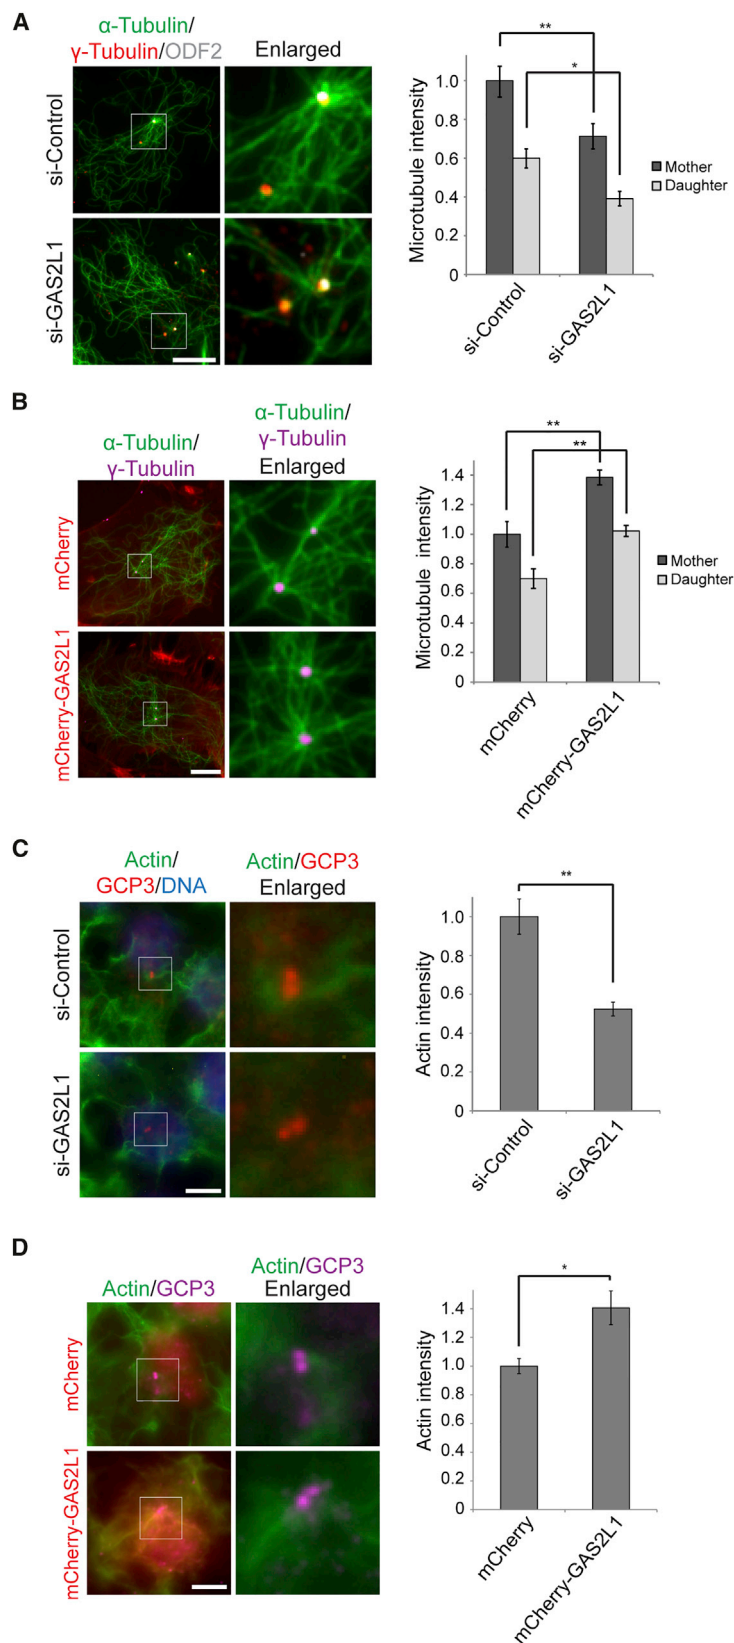 A
α-Tubulin/
γ-Tubulin/ODF2
Enlarged
si-Control
si-GAS2L1
Microtubule intensity
**
*
1.0
0.8
0.6
0.4
0.2
0
Mother
Daughter
si-Control
si-GAS2L1
B
α-Tubulin/
γ-Tubulin
α-Tubulin/
γ-Tubulin
Enlarged
mCherry
mCherry-GAS2L1
Microtubule intensity
**
**
1.4
1.2
1.0
0.8
0.6
0.4
0.2
0
Mother
Daughter
mCherry
mCherry-GAS2L1
C
Actin/
GCP3/DNA
Actin/GCP3
Enlarged
si-Control
si-GAS2L1
Actin intensity
**
1.0
0.8
0.6
0.4
0.2
0
si-Control
si-GAS2L1
D
Actin/GCP3
Actin/GCP3
Enlarged
mCherry
mCherry-GAS2L1
Actin intensity
*
1.4
1.2
1.0
0.8
0.6
0.4
0.2
0
mCherry
mCherry-GAS2L1